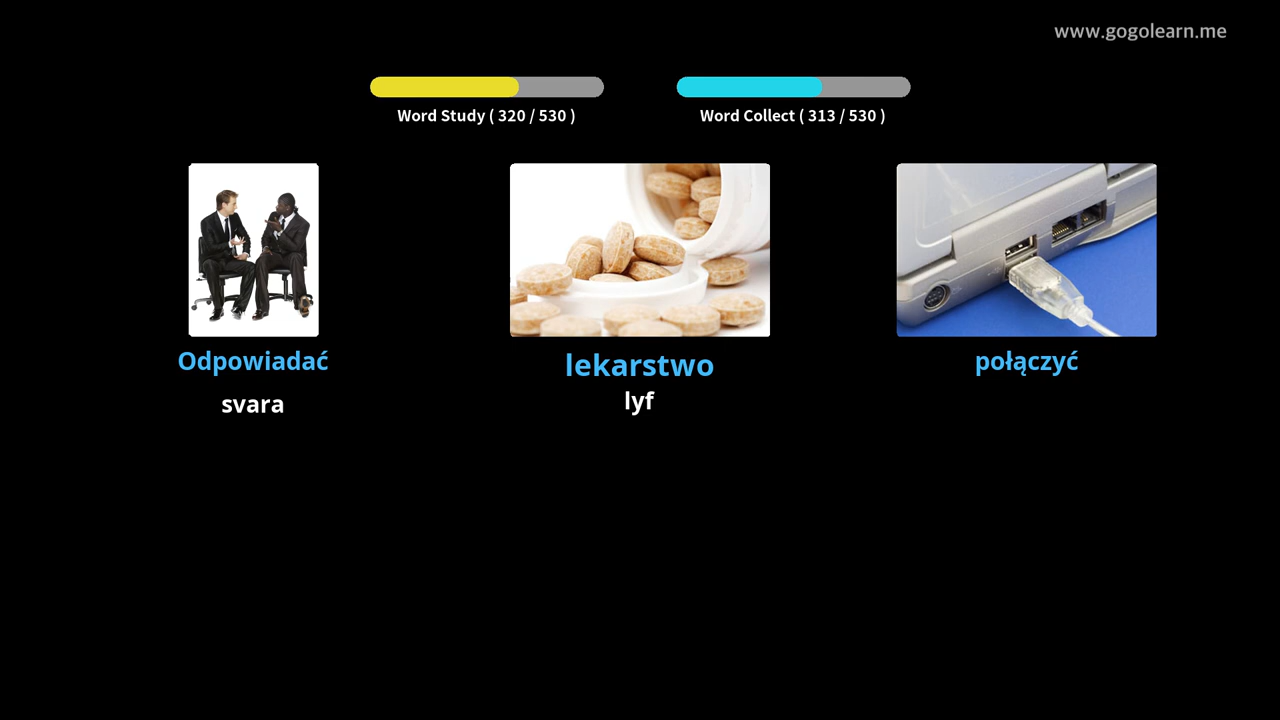 www.gogolearn.me
Word Study ( 320 / 530 )
Word Collect ( 313 / 530 )
Odpowiadać
svara
lekarstwo
lyf
połączyć